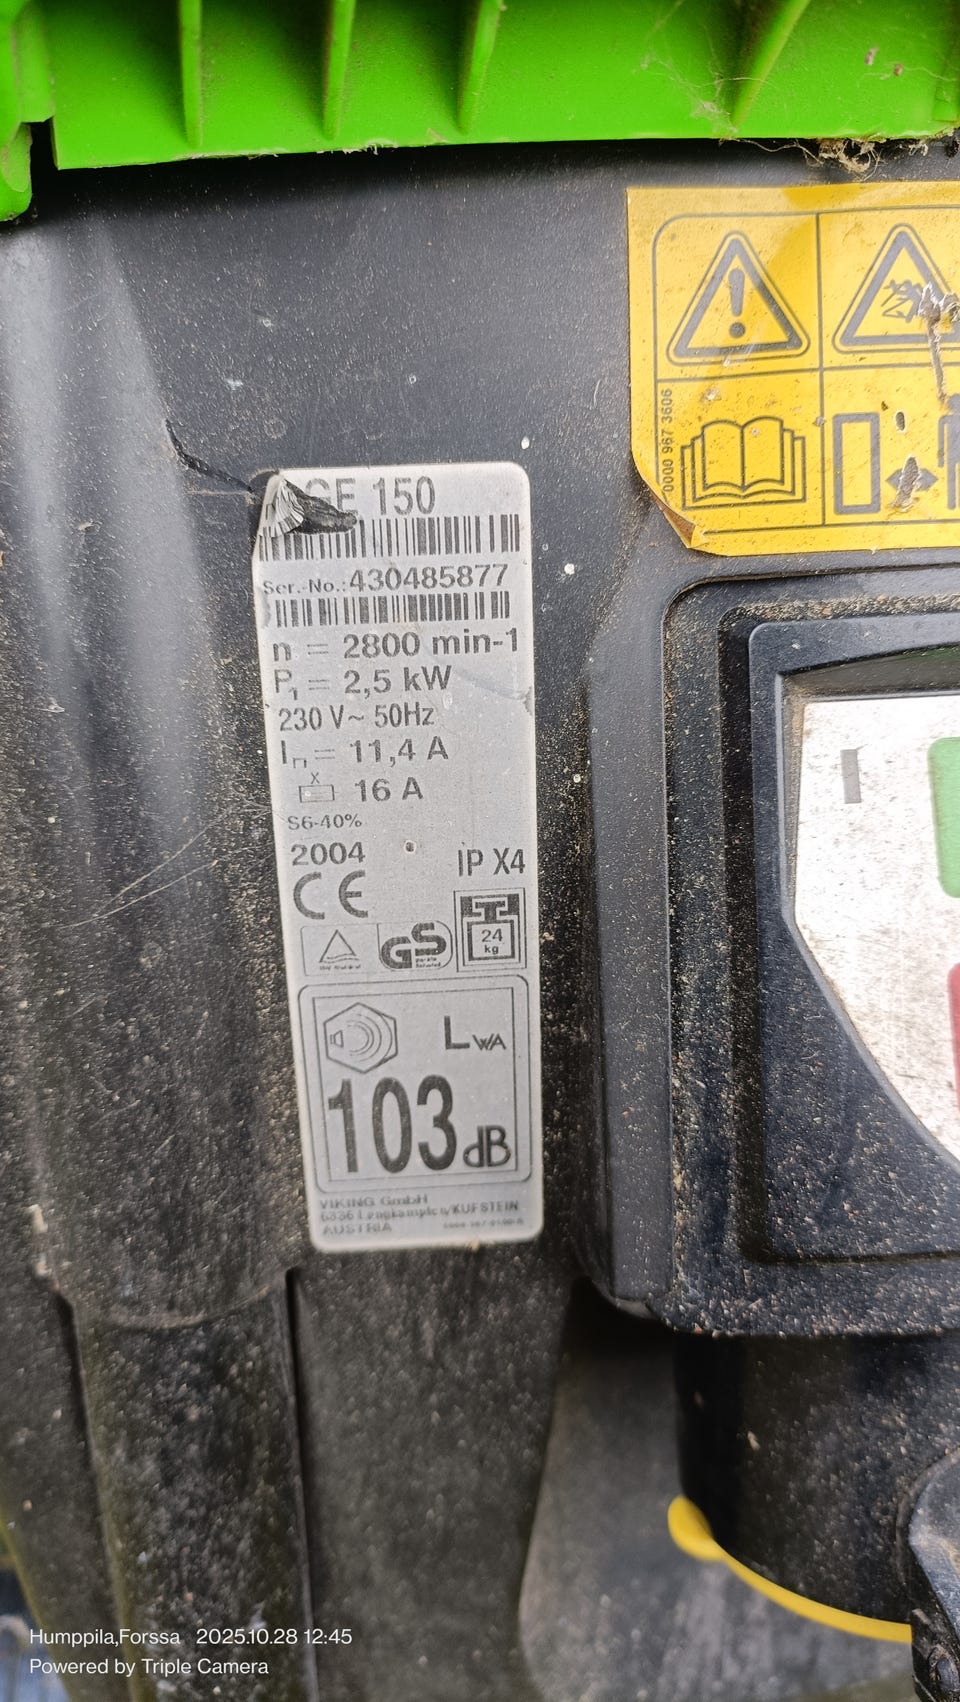 GE 150
Ser.-No.:430485877
n = 2800 min-1
P1 = 2,5 kW
230 V~ 50Hz
In = 11,4 A
x
16 A
S6-40%
2004
IP X4
CE
GS
24
kg
LWA
103 dB
VIKING GmbH
6336 Langkampfen/KUFSTEIN
AUSTRIA
0000 967 3606
I
Humppila,Forssa 2025.10.28 12:45
Powered by Triple Camera